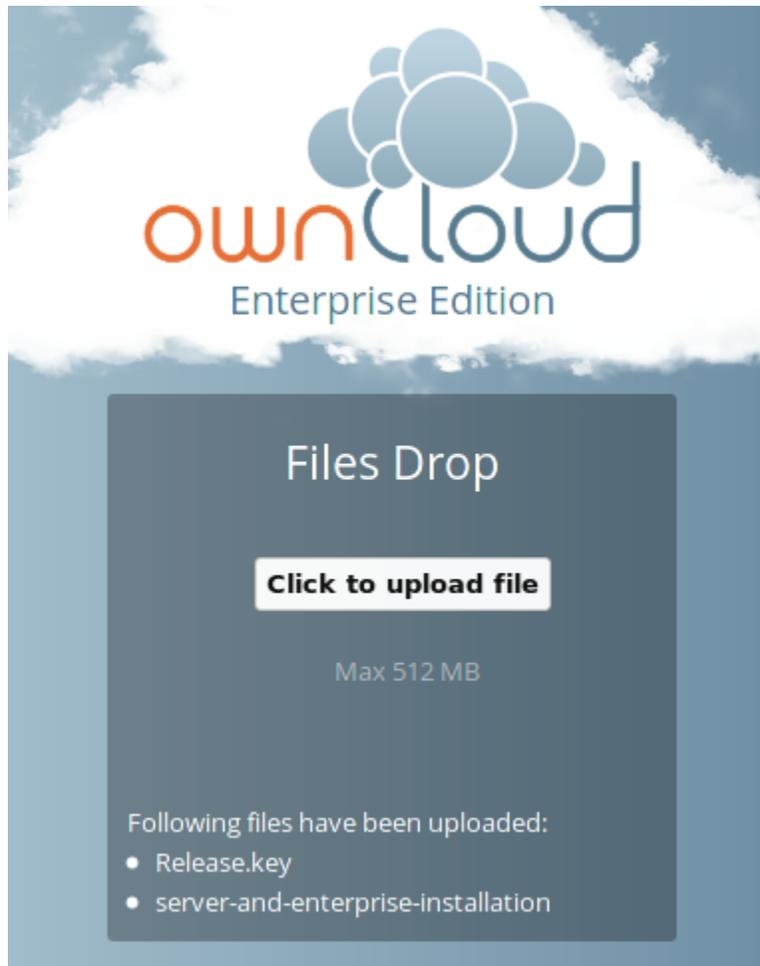 ownCloud
Enterprise Edition
Files Drop
Click to upload file
Max 512 MB
Following files have been uploaded:
• Release.key
• server-and-enterprise-installation